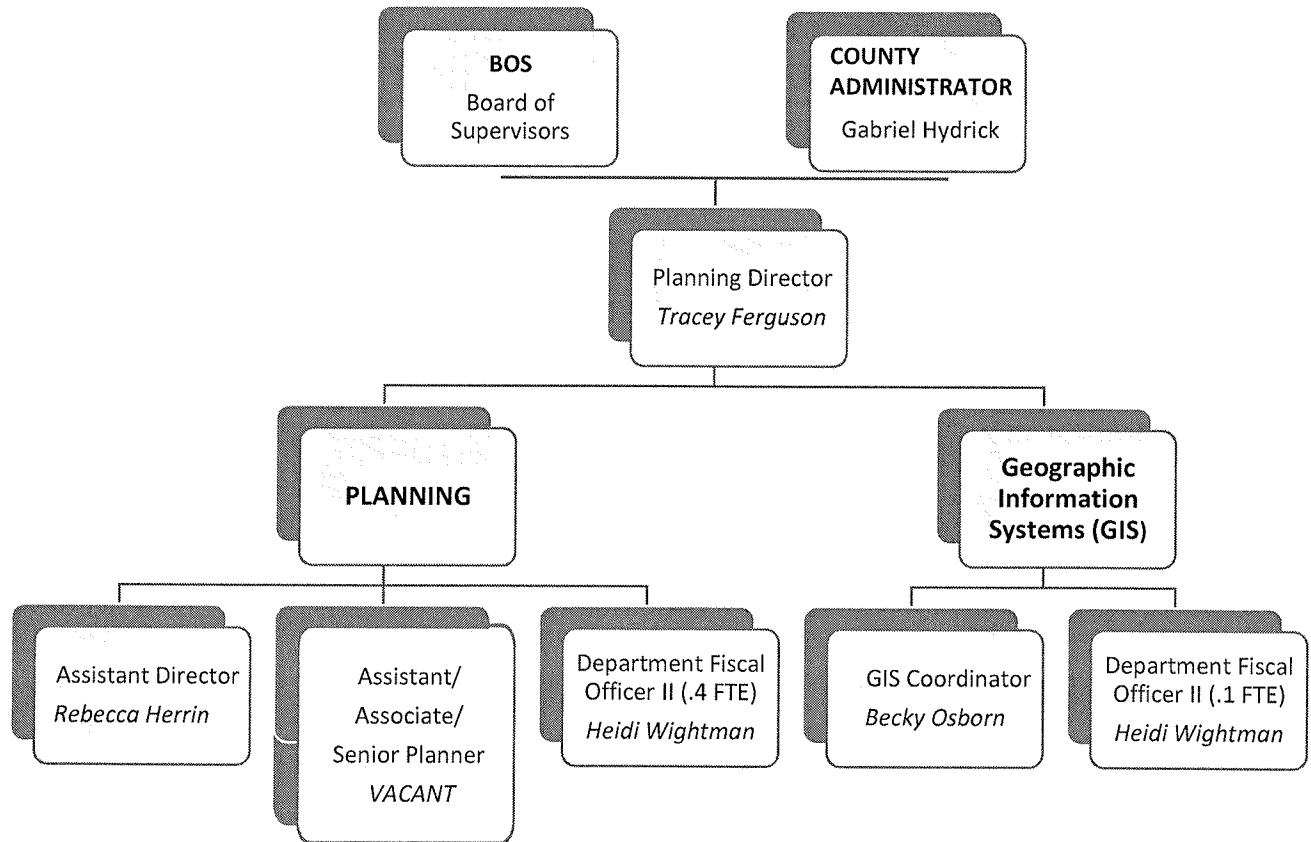 BOS
Board of
Supervisors
COUNTY
ADMINISTRATOR
Gabriel Hydrick
Planning Director
Tracey Ferguson
PLANNING
Geographic
Information
Systems (GIS)
Assistant Director
Rebecca Herrin
Assistant/
Associate/
Senior Planner
VACANT
Department Fiscal
Officer II (.4 FTE)
Heidi Wightman
GIS Coordinator
Becky Osborn
Department Fiscal
Officer II (.1 FTE)
Heidi Wightman